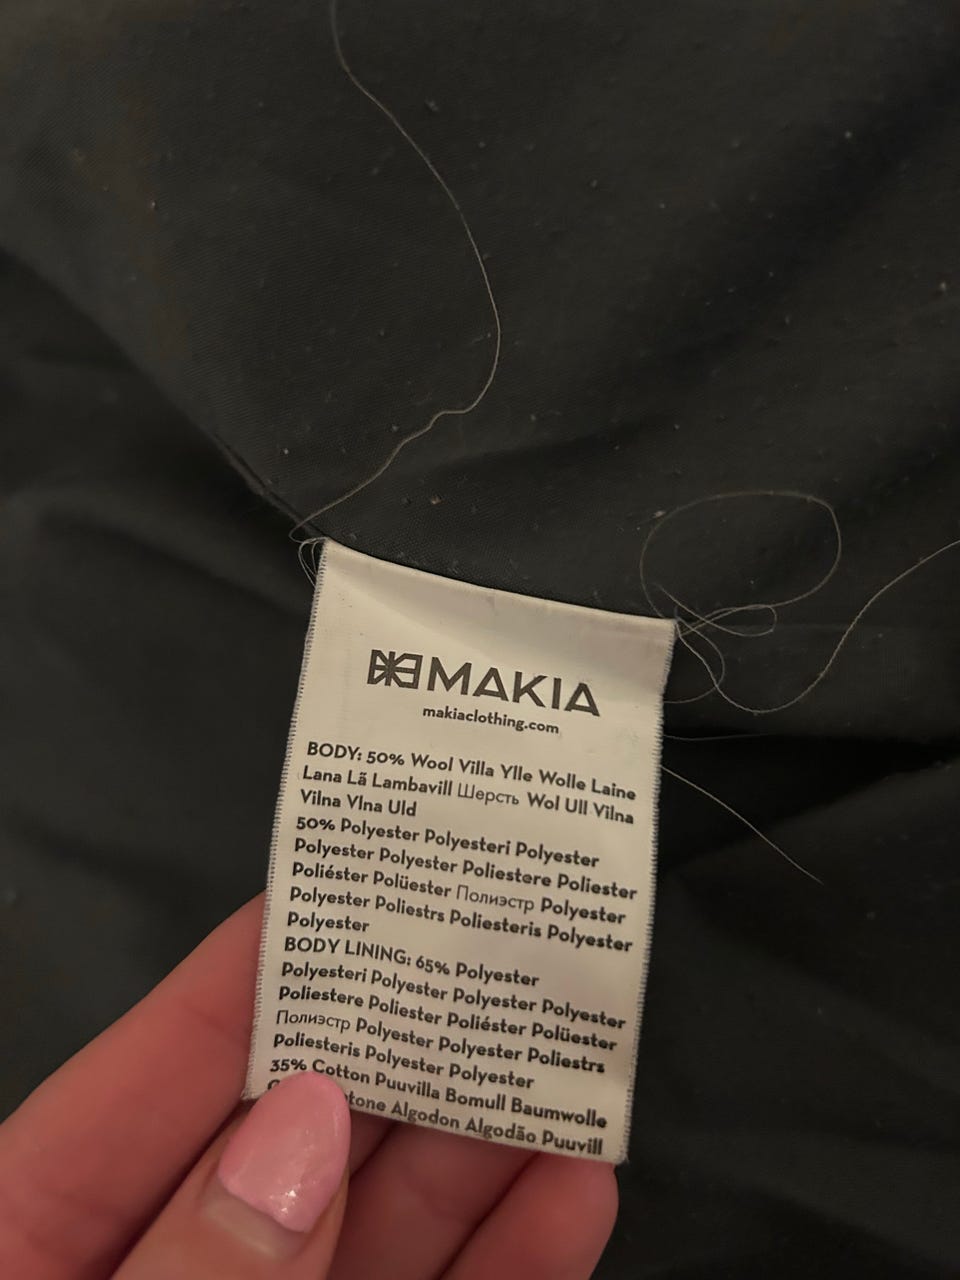 MAKIA
makiaclothing.com
BODY: 50% Wool Villa Ylle Wolle Laine
Lana Lã Lambavill Шерсть Wol Ull Vilna
Vilna Vlna Uld
50% Polyester Polyesteri Polyester
Polyester Polyester Poliestere Poliester
Poliéster Polüester Полиэстр Polyester
Polyester Poliestrs Poliesteris Polyester
Polyester
BODY LINING: 65% Polyester
Polyesteri Polyester Polyester Polyester
Poliestere Poliester Poliéster Polüester
Полиэстр Polyester Polyester Poliestrs
Poliesteris Polyester Polyester
35% Cotton Puuvilla Bomull Baumwolle
Algodon Algodão Puuvill